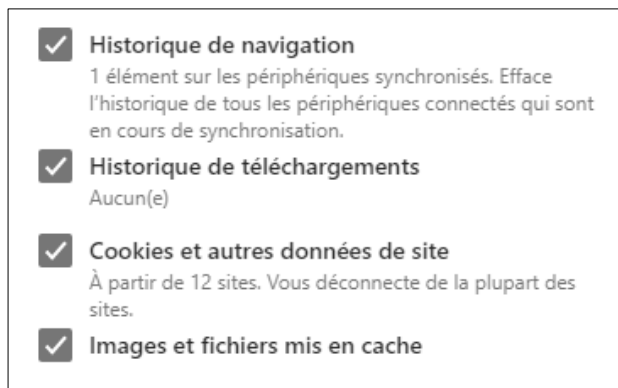 Historique de navigation
1 élément sur les périphériques synchronisés. Efface
l'historique de tous les périphériques connectés qui sont
en cours de synchronisation.
Historique de téléchargements
Aucun(e)
Cookies et autres données de site
À partir de 12 sites. Vous déconnecte de la plupart des
sites.
Images et fichiers mis en cache